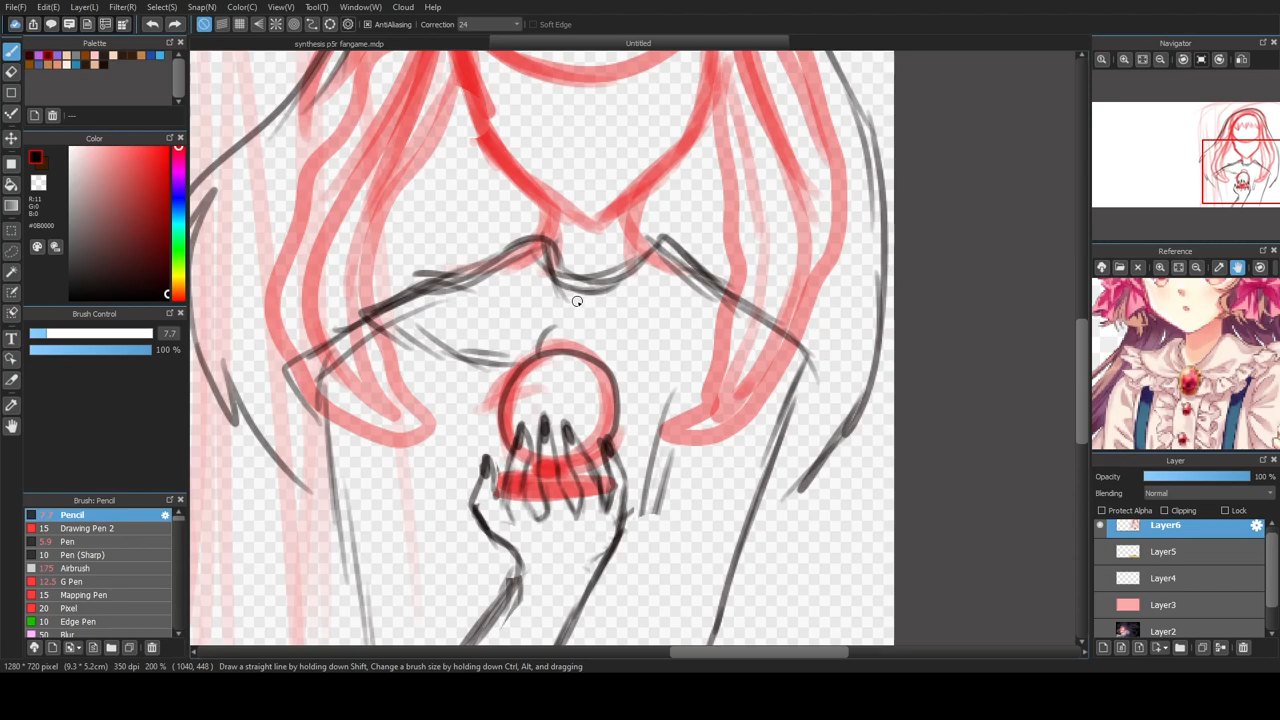 File(F) Edit(E) Layer(L) Filter(R) Select(S) Snap(N) Color(C) View(V) Tool(T) Window(W) Cloud Help
AntiAliasing Correction 24 Soft Edge
Palette
synthesis p5r fangame.mdp Untitled
Navigator
---
Color
R:11
G:0
B:0
#0B0000
Reference
Brush Control
7.7
100 %
Layer
Opacity 100 %
Blending Normal
Protect Alpha Clipping Lock
Layer6
Layer5
Layer4
Layer3
Layer2
Brush: Pencil
7.7 Pencil
15 Drawing Pen 2
5.9 Pen
10 Pen (Sharp)
175 Airbrush
12.5 G Pen
15 Mapping Pen
20 Pixel
10 Edge Pen
50 Blur
1280 * 720 pixel (9.3 * 5.2cm) 350 dpi 200 % ( 1040, 448 ) Draw a straight line by holding down Shift, Change a brush size by holding down Ctrl, Alt, and dragging